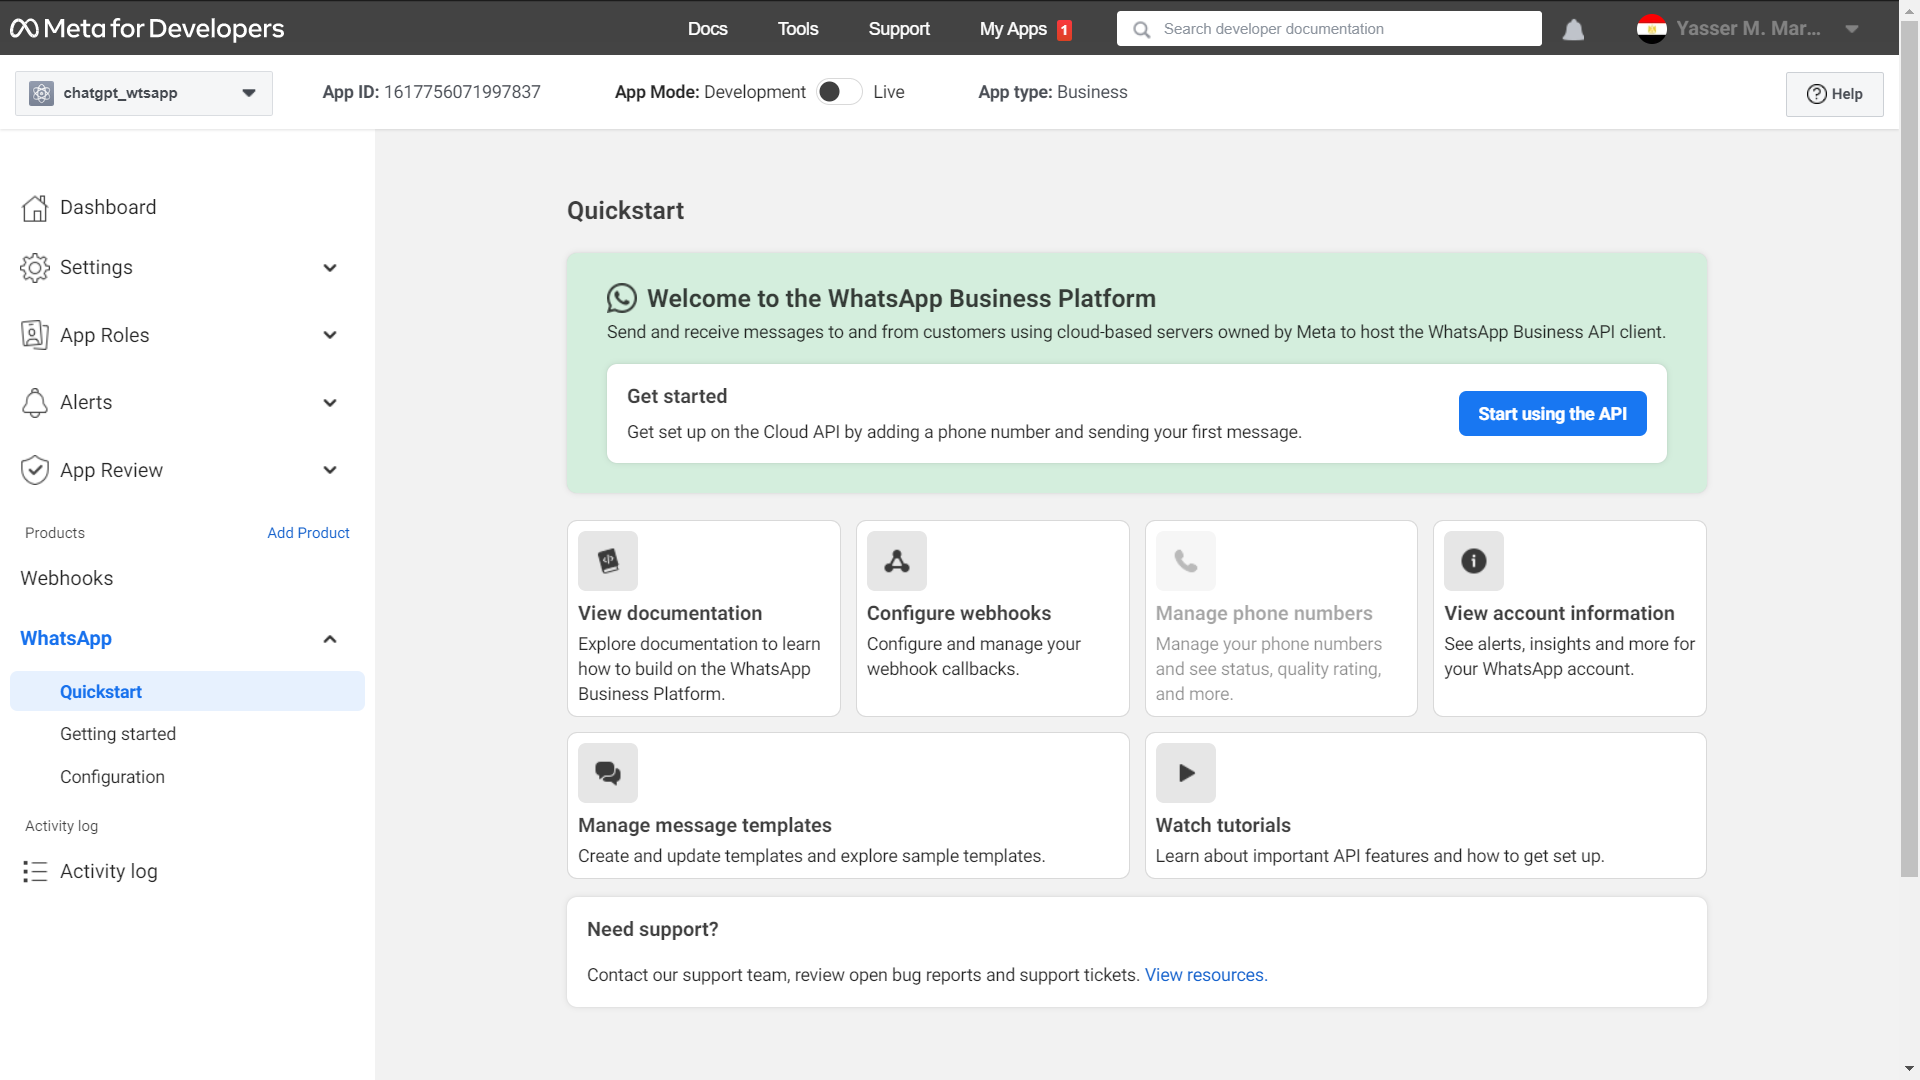 Meta for Developers
Docs
Tools
Support
My Apps 1
Search developer documentation
Yasser M. Mar...
chatgpt_wtsapp
App ID: 1617756071997837
App Mode: Development
Live
App type: Business
Help
Dashboard
Settings
App Roles
Alerts
App Review
Products
Add Product
Webhooks
WhatsApp
Quickstart
Getting started
Configuration
Activity log
Activity log
Quickstart
Welcome to the WhatsApp Business Platform
Send and receive messages to and from customers using cloud-based servers owned by Meta to host the WhatsApp Business API client.
Get started
Get set up on the Cloud API by adding a phone number and sending your first message.
Start using the API
View documentation
Explore documentation to learn
how to build on the WhatsApp
Business Platform.
Configure webhooks
Configure and manage your
webhook callbacks.
Manage phone numbers
Manage your phone numbers
and see status, quality rating,
and more.
View account information
See alerts, insights and more for
your WhatsApp account.
Manage message templates
Create and update templates and explore sample templates.
Watch tutorials
Learn about important API features and how to get set up.
Need support?
Contact our support team, review open bug reports and support tickets. View resources.